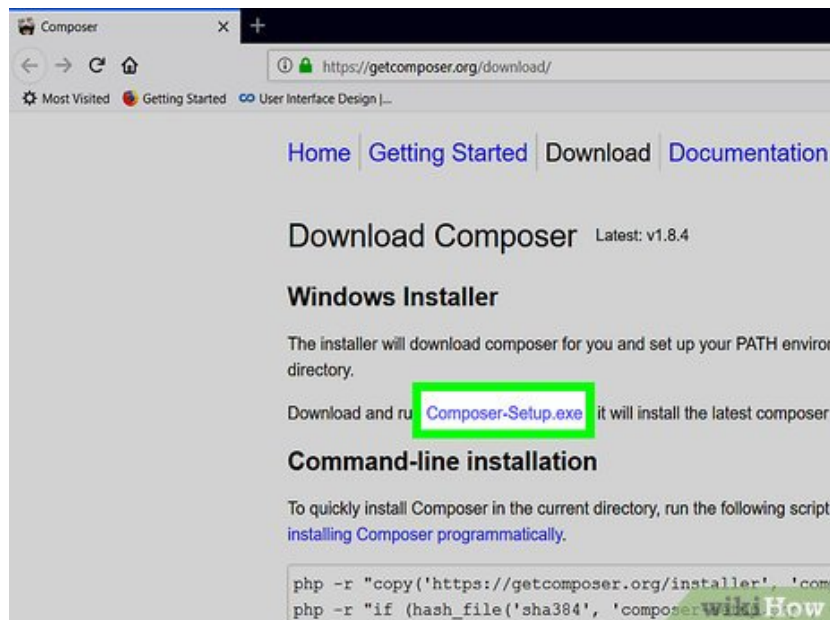 Composer
https://getcomposer.org/download/
Most Visited Getting Started User Interface Design |...
Home Getting Started Download Documentation
Download Composer Latest: v1.8.4
Windows Installer
The installer will download composer for you and set up your PATH enviro
directory.
Download and ru Composer-Setup.exe it will install the latest composer
Command-line installation
To quickly install Composer in the current directory, run the following script
installing Composer programmatically.
php -r "copy('https://getcomposer.org/installer', 'com
php -r "if (hash_file('sha384', 'composer
wikiHow